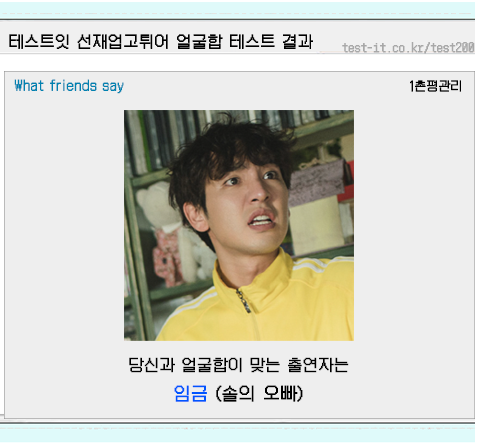 테스트잇 선재업고튀어 얼굴합 테스트 결과
test-it.co.kr/test200
What friends say
1촌평관리
당신과 얼굴합이 맞는 출연자는
임금 (솔의 오빠)